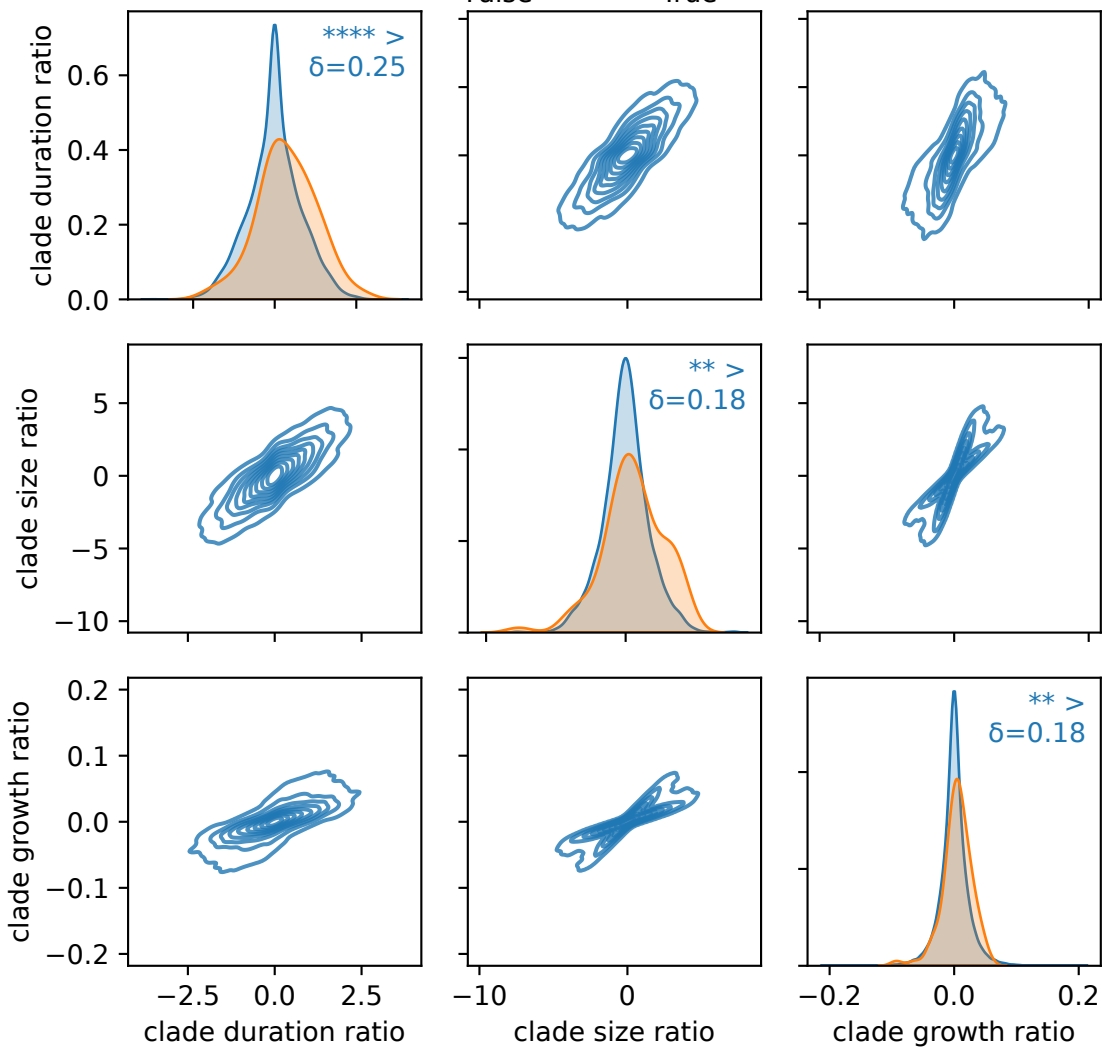 False True
clade duration ratio
0.6
0.4
0.2
0.0
**** >
δ=0.25
clade size ratio
5
0
−5
−10
** >
δ=0.18
clade growth ratio
0.2
0.1
0.0
−0.1
−0.2
** >
δ=0.18
−2.5 0.0 2.5
−10 0
−0.2 0.0 0.2
clade duration ratio
clade size ratio
clade growth ratio